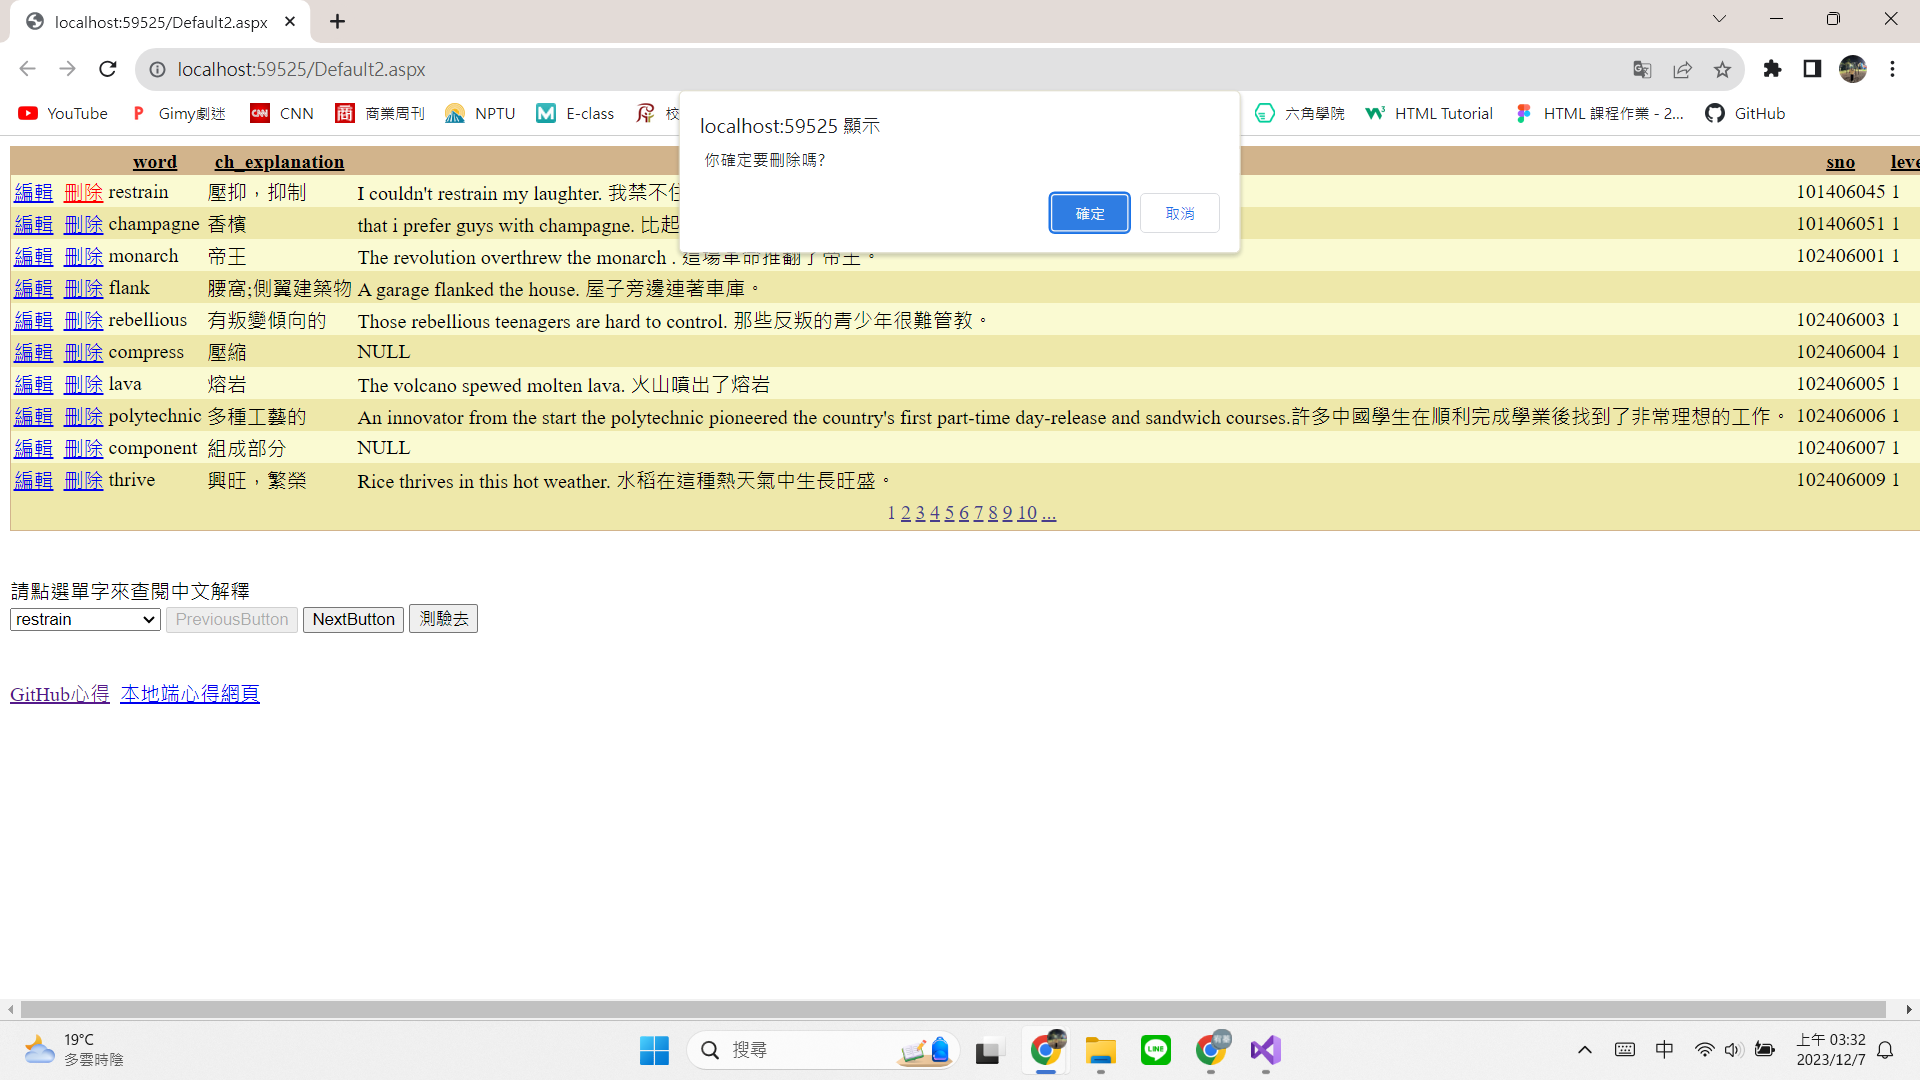 localhost:59525/Default2.aspx
localhost:59525/Default2.aspx
YouTube Gimy劇迷 CNN 商業周刊 NPTU E-class 校 六角學院 HTML Tutorial HTML 課程作業 - 2... GitHub
localhost:59525 顯示
你確定要刪除嗎?
確定 取消
word ch_explanation sno leve
編輯 刪除 restrain 壓抑，抑制 I couldn't restrain my laughter. 我禁不住 101406045 1
編輯 刪除 champagne 香檳 that i prefer guys with champagne. 比起 101406051 1
編輯 刪除 monarch 帝王 The revolution overthrew the monarch . 這場革命推翻了帝王。 102406001 1
編輯 刪除 flank 腰窩;側翼建築物 A garage flanked the house. 屋子旁邊連著車庫。
編輯 刪除 rebellious 有叛變傾向的 Those rebellious teenagers are hard to control. 那些反叛的青少年很難管教。 102406003 1
編輯 刪除 compress 壓縮 NULL 102406004 1
編輯 刪除 lava 熔岩 The volcano spewed molten lava. 火山噴出了熔岩 102406005 1
編輯 刪除 polytechnic 多種工藝的 An innovator from the start the polytechnic pioneered the country's first part-time day-release and sandwich courses.許多中國學生在順利完成學業後找到了非常理想的工作。 102406006 1
編輯 刪除 component 組成部分 NULL 102406007 1
編輯 刪除 thrive 興旺，繁榮 Rice thrives in this hot weather. 水稻在這種熱天氣中生長旺盛。 102406009 1
1 2 3 4 5 6 7 8 9 10 ...
請點選單字來查閱中文解釋
restrain PreviousButton NextButton 測驗去
GitHub心得 本地端心得網頁
19°C
多雲時陰
搜尋
中
上午 03:32
2023/12/7